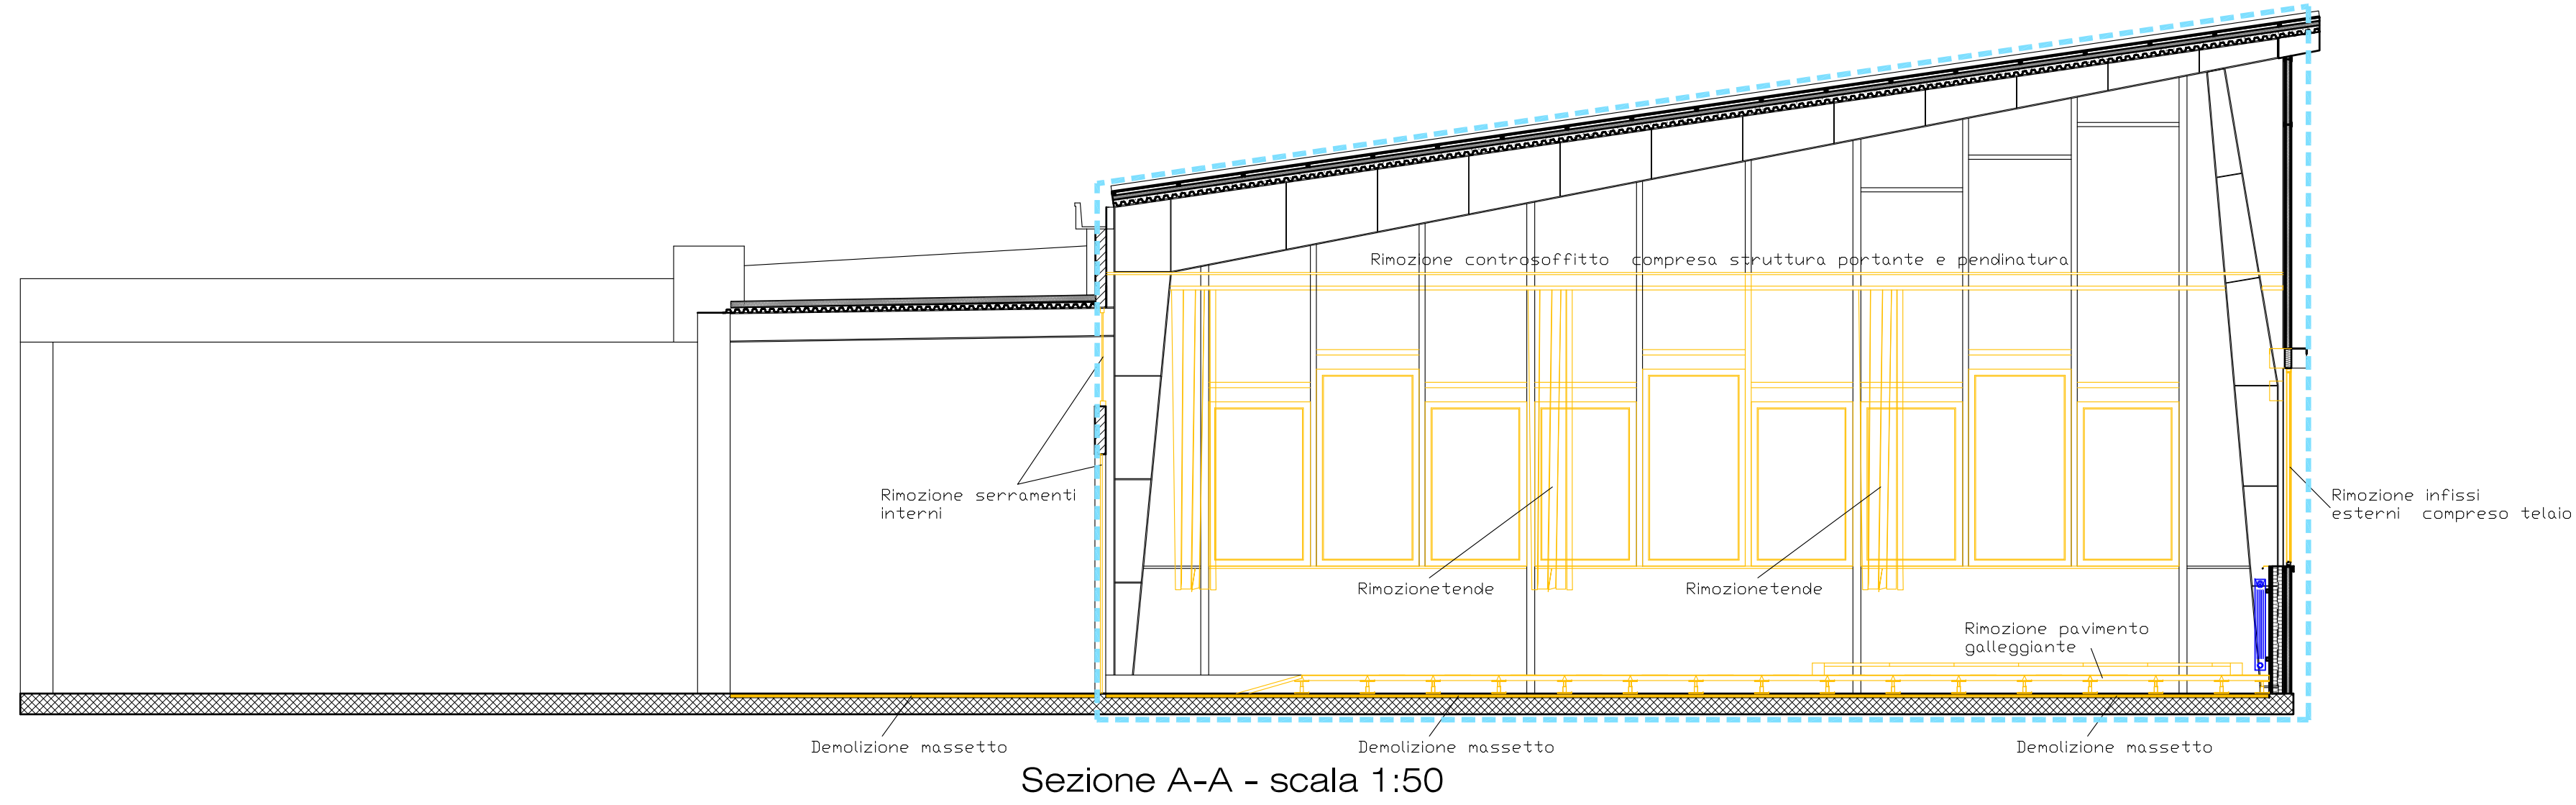 Rimozione controsoffitto  compresa struttura portante e pendinatura
Rimozione serramenti
interni
Rimozione infissi
esterni  compreso telaio
Rimozionetende
Rimozionetende
Rimozione pavimento
galleggiante
Demolizione massetto
Demolizione massetto
Demolizione massetto
Sezione A-A - scala 1:50